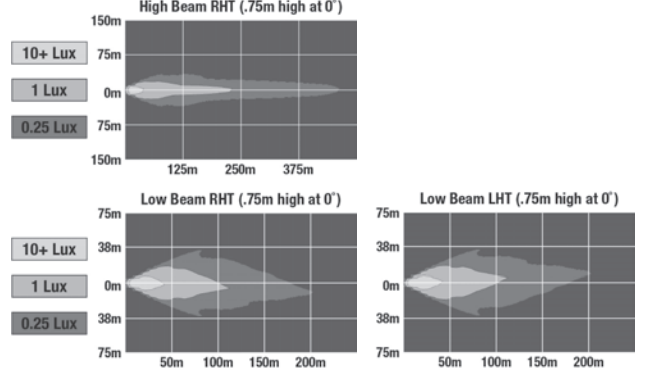 High Beam RHT (.75m high at 0˚)
150m
10+ Lux
75m
1 Lux
0m
0.25 Lux
75m
150m
125m 250m 375m
Low Beam RHT (.75m high at 0˚)
75m
10+ Lux
38m
1 Lux
0m
0.25 Lux
38m
75m
50m 100m 150m 200m
Low Beam LHT (.75m high at 0˚)
75m
38m
0m
38m
75m
50m 100m 150m 200m